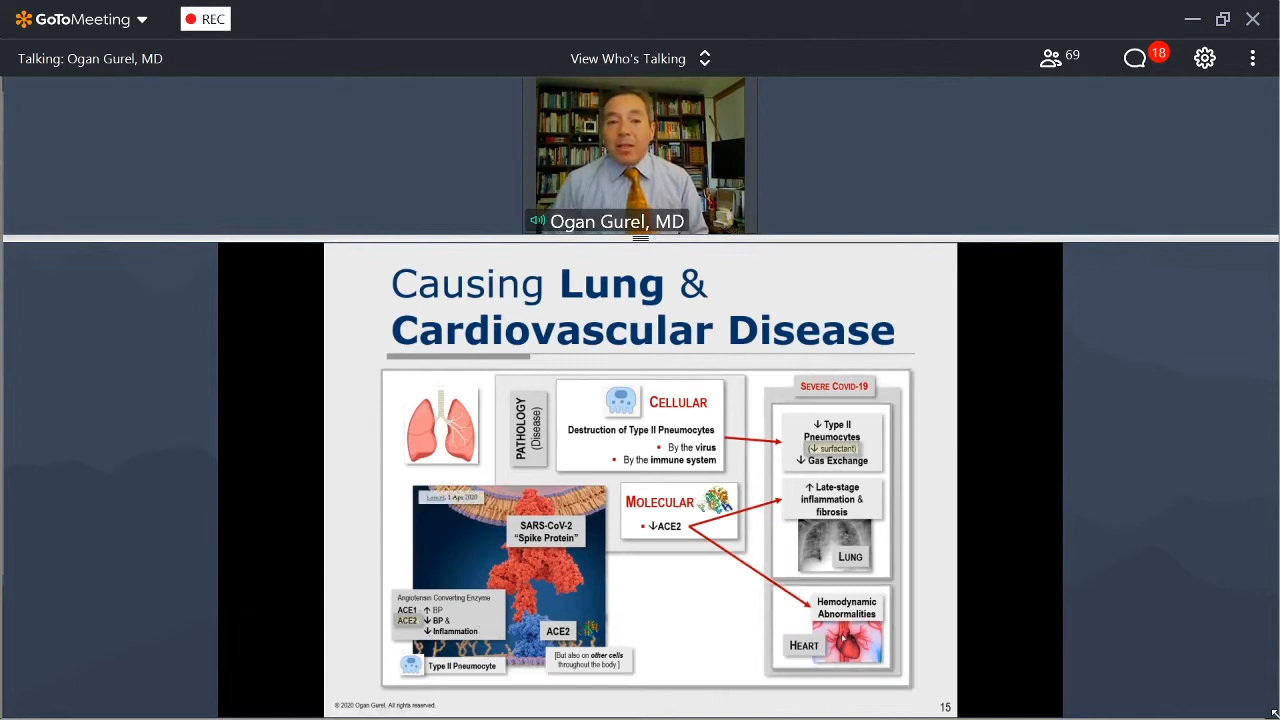 GoToMeeting
REC
Talking: Ogan Gurel, MD
View Who's Talking
69
18
Ogan Gurel, MD
Causing Lung &
Cardiovascular Disease
PATHOLOGY
(Disease)
CELLULAR
Destruction of Type II Pneumocytes
▪ By the virus
▪ By the immune system
MOLECULAR
▪ ↓ACE2
SEVERE COVID-19
↓ Type II
Pneumocytes
(↓ surfactant)
↓ Gas Exchange
↑ Late-stage
inflammation &
fibrosis
LUNG
Hemodynamic
Abnormalities
HEART
1 Apr 2020
SARS-CoV-2
"Spike Protein"
Angiotensin Converting Enzyme
ACE1 - ↑ BP
ACE2 ↓ BP &
↓ Inflammation
ACE2
Type II Pneumocyte
[But also on other cells
throughout the body ]
© 2020 Ogan Gurel. All rights reserved.
15